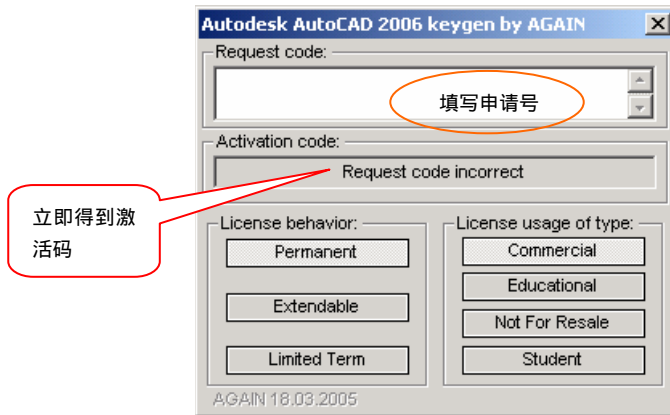 Autodesk AutoCAD 2006 keygen by AGAIN
Request code:
填写申请号
Activation code:
Request code incorrect
立即得到激
活码
License behavior:
Permanent
Extendable
Limited Term
License usage of type:
Commercial
Educational
Not For Resale
Student
AGAIN 18.03.2005